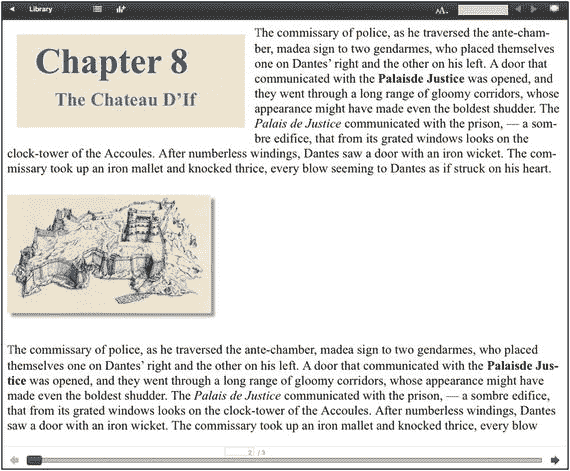 Library
AA
Chapter 8
The Chateau D’If
The commissary of police, as he traversed the ante-cham-
ber, madea sign to two gendarmes, who placed themselves
one on Dantes’ right and the other on his left. A door that
communicated with the Palaisde Justice was opened, and
they went through a long range of gloomy corridors, whose
appearance might have made even the boldest shudder. The
Palais de Justice communicated with the prison, — a som-
bre edifice, that from its grated windows looks on the
clock-tower of the Accoules. After numberless windings, Dantes saw a door with an iron wicket. The com-
missary took up an iron mallet and knocked thrice, every blow seeming to Dantes as if struck on his heart.
The commissary of police, as he traversed the ante-chamber, madea sign to two gendarmes, who placed
themselves one on Dantes’ right and the other on his left. A door that communicated with the Palaisde Jus-
tice was opened, and they went through a long range of gloomy corridors, whose appearance might have
made even the boldest shudder. The Palais de Justice communicated with the prison, — a sombre edifice,
that from its grated windows looks on the clock-tower of the Accoules. After numberless windings, Dantes
saw a door with an iron wicket. The commissary took up an iron mallet and knocked thrice, every blow
2 / 3